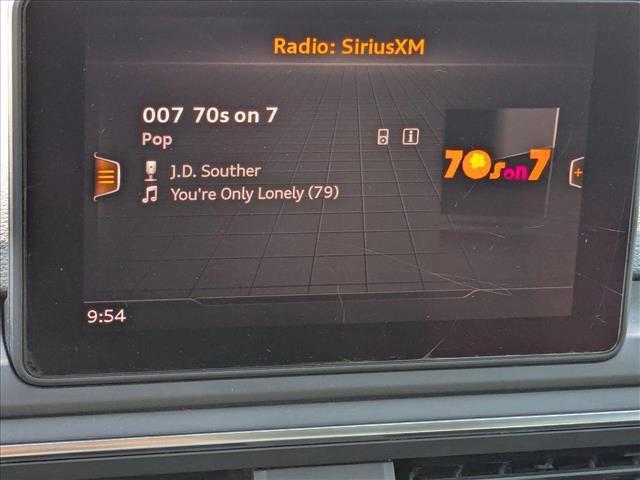 Radio: SiriusXM
007 70s on 7
Pop
J.D. Souther
You're Only Lonely (79)
70s on 7
9:54